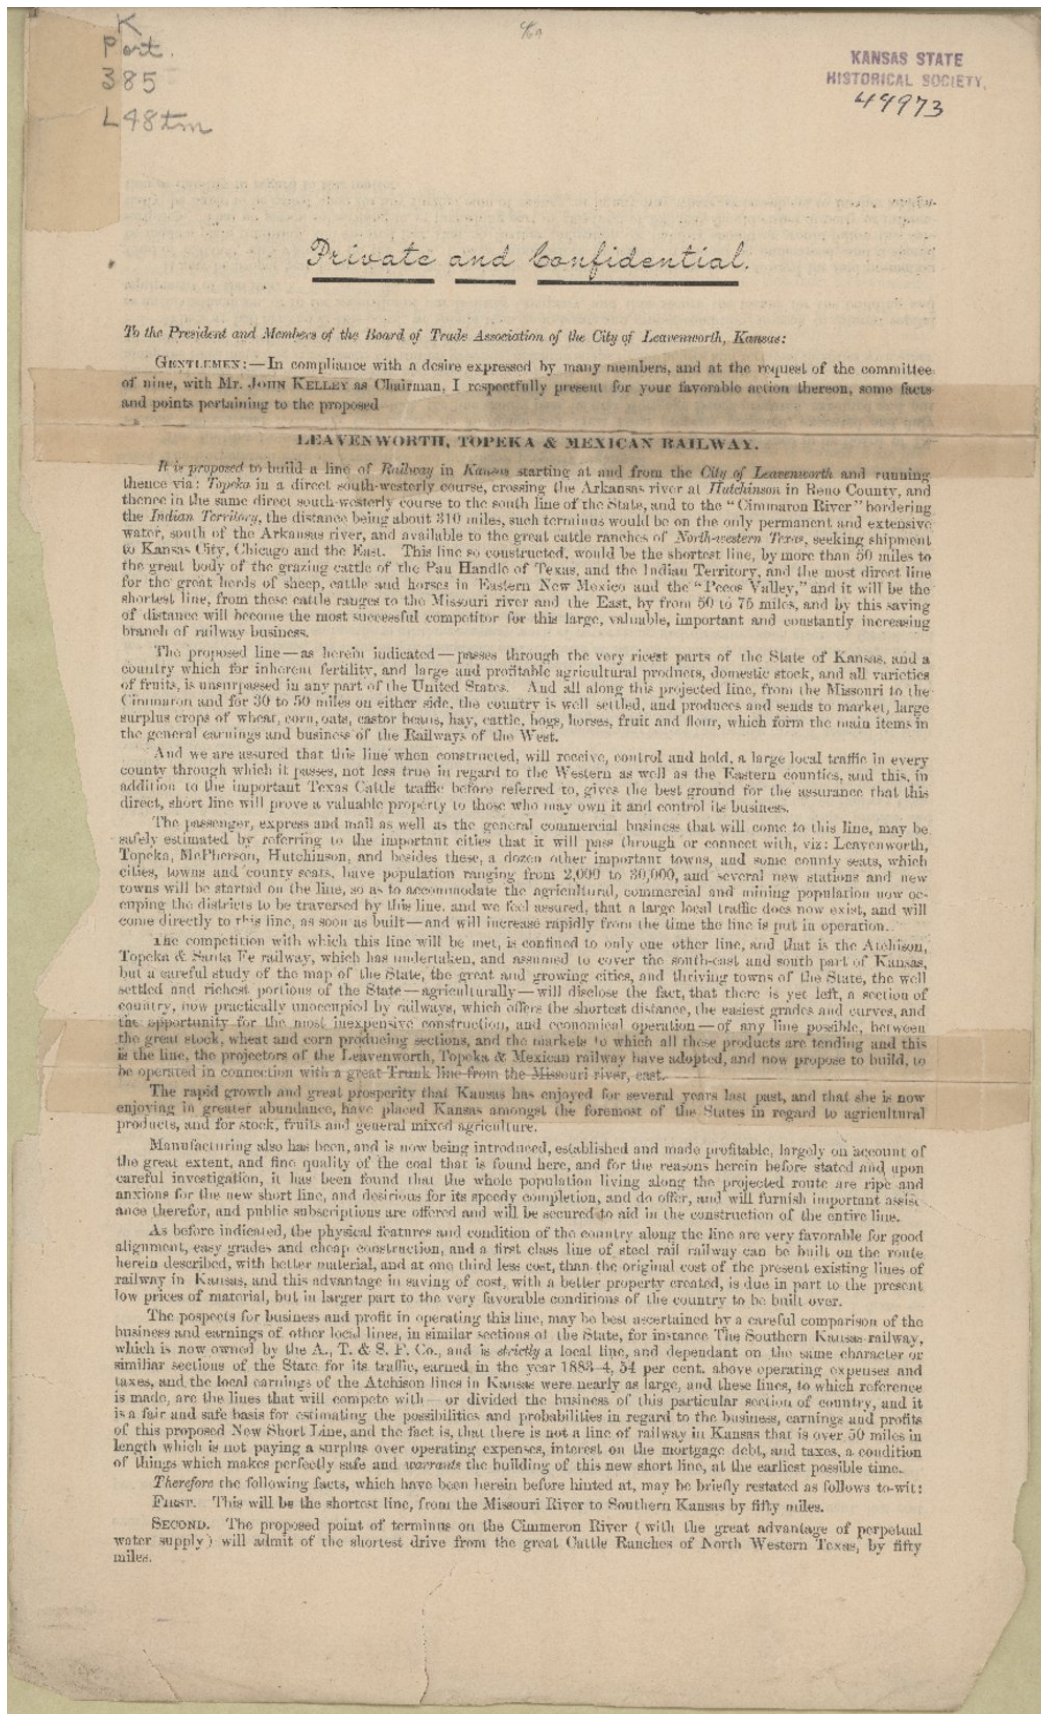 K
Part.
385
L48tm
KANSAS STATE
HISTORICAL SOCIETY,
44973
Private and Confidential.
To the President and Members of the Board of Trade Association of the City of Leavenworth, Kansas:
GENTLEMEN:—In compliance with a desire expressed by many members, and at the request of the committee
of nine, with Mr. JOHN KELLEY as Chairman, I respectfully present for your favorable action thereon, some facts
and points pertaining to the proposed
LEAVENWORTH, TOPEKA & MEXICAN RAILWAY.
It is proposed to build a line of Railway in Kansas starting at and from the City of Leavenworth and running
thence via: Topeka in a direct south-westerly course, crossing the Arkansas river at Hutchinson in Reno County, and
thence in the same direct south-westerly course to the south line of the State, and to the "Cimmaron River" bordering
the Indian Territory, the distance being about 310 miles, such terminus would be on the only permanent and extensive
water, south of the Arkansas river, and available to the great cattle ranches of North-western Texas, seeking shipment
to Kansas City, Chicago and the East. This line so constructed, would be the shortest line, by more than 50 miles to
the great body of the grazing cattle of the Pan Handle of Texas, and the Indian Territory, and the most direct line
for the great herds of sheep, cattle and horses in Eastern New Mexico and the "Pecos Valley," and it will be the
shortest line, from these cattle ranges to the Missouri river and the East, by from 50 to 75 miles, and by this saving
of distance will become the most successful competitor for this large, valuable, important and constantly increasing
branch of railway business.
The proposed line—as herein indicated—passes through the very ricest parts of the State of Kansas, and a
country which for inherent fertility, and large and profitable agricultural products, domestic stock, and all varieties
of fruits, is unsurpassed in any part of the United States. And all along this projected line, from the Missouri to the
Cimmaron and for 30 to 50 miles on either side, the country is well settled, and produces and sends to market, large
surplus crops of wheat, corn, oats, castor beans, hay, cattle, hogs, horses, fruit and flour, which form the main items in
the general earnings and business of the Railways of the West.
And we are assured that this line when constructed, will receive, control and hold, a large local traffic in every
county through which it passes, not less true in regard to the Western as well as the Eastern counties, and this, in
addition to the important Texas Cattle traffic before referred to, gives the best ground for the assurance that this
direct, short line will prove a valuable property to those who may own it and control its business.
The passenger, express and mail as well as the general commercial business that will come to this line, may be
safely estimated by referring to the important cities that it will pass through or connect with, viz: Leavenworth,
Topeka, McPherson, Hutchinson, and besides these, a dozen other important towns, and some county seats, which
cities, towns and county seats, have population ranging from 2,000 to 30,000, and several new stations and new
towns will be started on the line, so as to accommodate the agricultural, commercial and mining population now oc-
cupping the districts to be traversed by this line, and we feel assured, that a large local traffic does now exist, and will
come directly to this line, as soon as built—and will increase rapidly from the time the line is put in operation.
The competition with which this line will be met, is confined to only one other line, and that is the Atchison,
Topeka & Santa Fe railway, which has undertaken, and assumed to cover the south-east and south part of Kansas,
but a careful study of the map of the State, the great and growing cities, and thriving towns of the State, the well
settled and richest portions of the State—agriculturally—will disclose the fact, that there is yet left, a section of
country, now practically unoccupied by railways, which offers the shortest distance, the easiest grades and curves, and
the opportunity for the most inexpensive construction, and economical operation—of any line possible, between
the great stock, wheat and corn producing sections, and the markets to which all these products are tending and this
is the line, the projectors of the Leavenworth, Topeka & Mexican railway have adopted, and now propose to build, to
be operated in connection with a great Trunk line from the Missouri river, east.
The rapid growth and great prosperity that Kansas has enjoyed for several years last past, and that she is now
enjoying in greater abundance, have placed Kansas amongst the foremost of the States in regard to agricultural
products, and for stock, fruits and general mixed agriculture.
Manufacturing also has been, and is now being introduced, established and made profitable, largely on account of
the great extent, and fine quality of the coal that is found here, and for the reasons herein before stated and upon
careful investigation, it has been found that the whole population living along the projected route are ripe and
anxions for the new short line, and desirious for its speedy completion, and do offer, and will furnish important assist
ance therefor, and public subscriptions are offered and will be secured to aid in the construction of the entire line.
As before indicated, the physical features and condition of the country along the line are very favorable for good
alignment, easy grades and cheap construction, and a first class line of steel rail railway can be built on the route
herein described, with better material, and at one third less cost, than the original cost of the present existing lines of
railway in Kansas, and this advantage in saving of cost, with a better property created, is due in part to the present
low prices of material, but in larger part to the very favorable conditions of the country to be built over.
The pospects for business and profit in operating this line, may be best ascertained by a careful comparison of the
business and earnings of other local lines, in similar sections of the State, for instance The Southern Kansas railway,
which is now owned by the A., T. & S. F. Co., and is strictly a local line, and dependant on the same character or
similiar sections of the State for its traffic, earned in the year 1883-4, 54 per cent. above operating expenses and
taxes, and the local earnings of the Atchison lines in Kansas were nearly as large, and these lines, to which reference
is made, are the lines that will compete with—or divided the business of this particular section of country, and it
is a fair and safe basis for estimating the possibilities and probabilities in regard to the business, earnings and profits
of this proposed New Short Line, and the fact is, that there is not a line of railway in Kansas that is over 50 miles in
length which is not paying a surplus over operating expenses, interest on the mortgage debt, and taxes, a condition
of things which makes perfectly safe and warrants the building of this new short line, at the earliest possible time.
Therefore the following facts, which have been herein before hinted at, may be briefly restated as follows to-wit:
FIRST. This will be the shortest line, from the Missouri River to Southern Kansas by fifty miles.
SECOND. The proposed point of terminus on the Cimmeron River (with the great advantage of perpetual
water supply) will admit of the shortest drive from the great Cattle Ranches of North Western Texas, by fifty
miles.